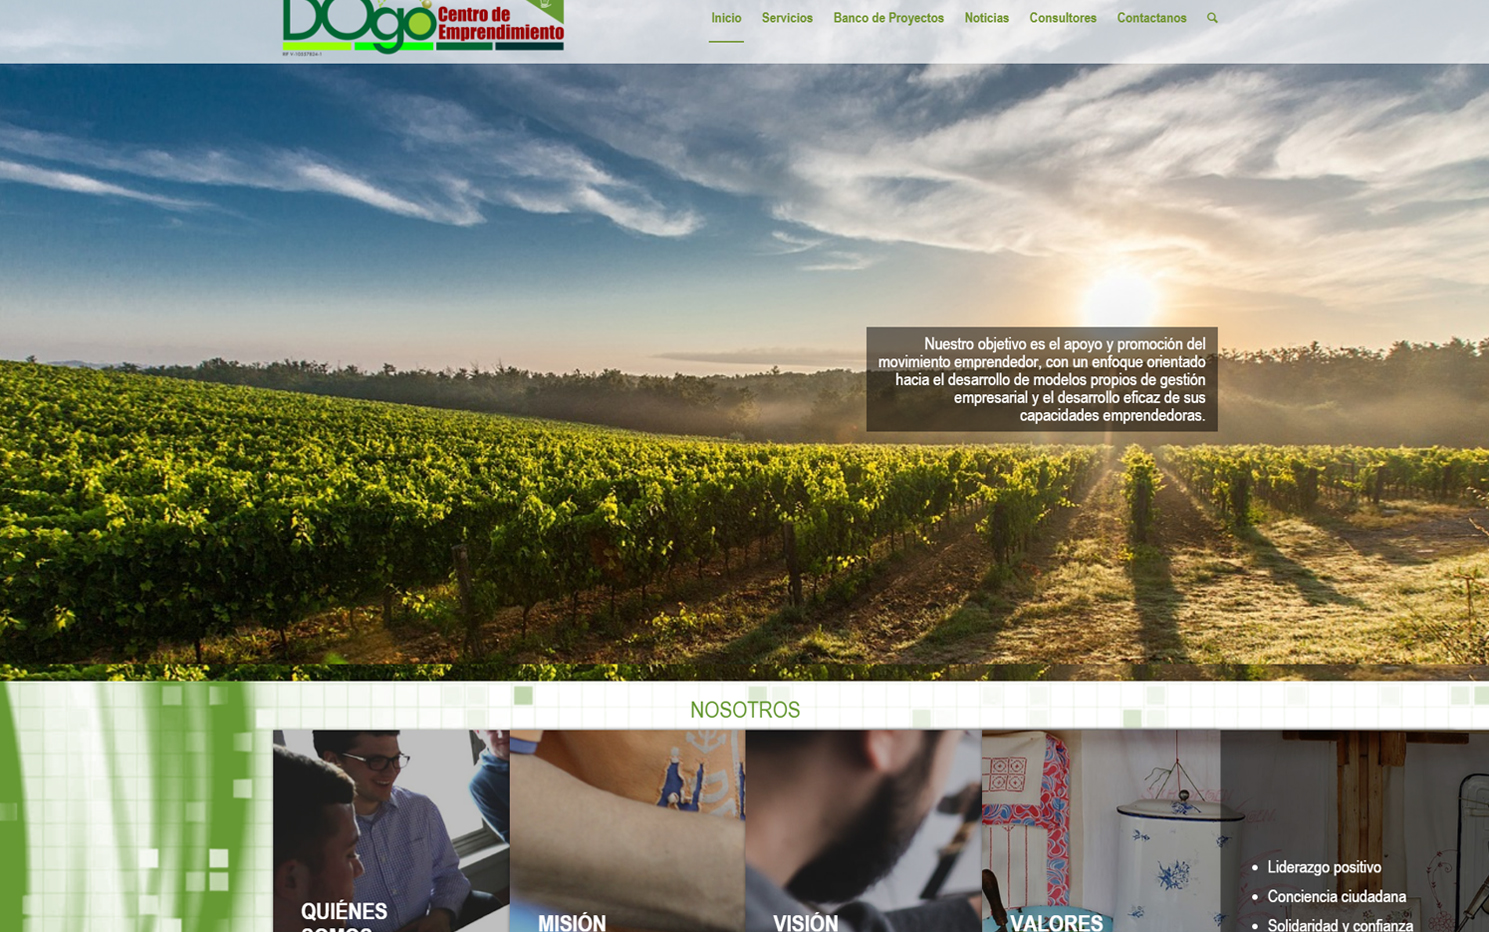 DOgo Centro de
Emprendimiento
Inicio Servicios Banco de Proyectos Noticias Consultores Contactanos
Nuestro objetivo es el apoyo y promoción del
movimiento emprendedor, con un enfoque orientado
hacia el desarrollo de modelos propios de gestión
empresarial y el desarrollo eficaz de sus
capacidades emprendedoras.
NOSOTROS
QUIÉNES
SOMOS
MISIÓN
VISIÓN
VALORES
• Liderazgo positivo
• Conciencia ciudadana
• Solidaridad y confianza